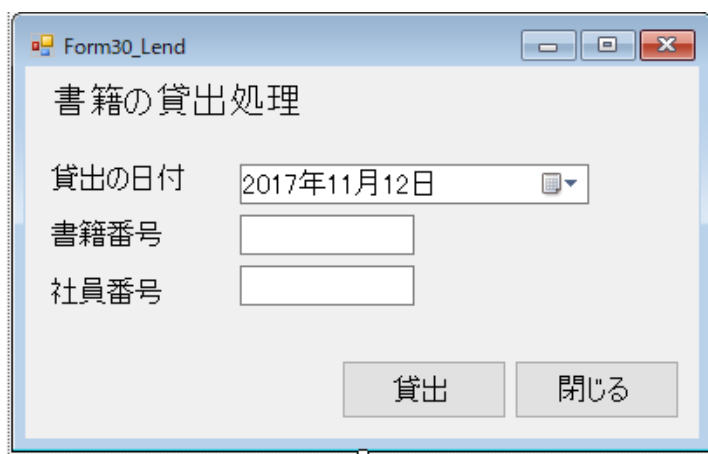 Form30_Lend
書籍の貸出処理
貸出の日付 2017年11月12日
書籍番号
社員番号
貸出 閉じる